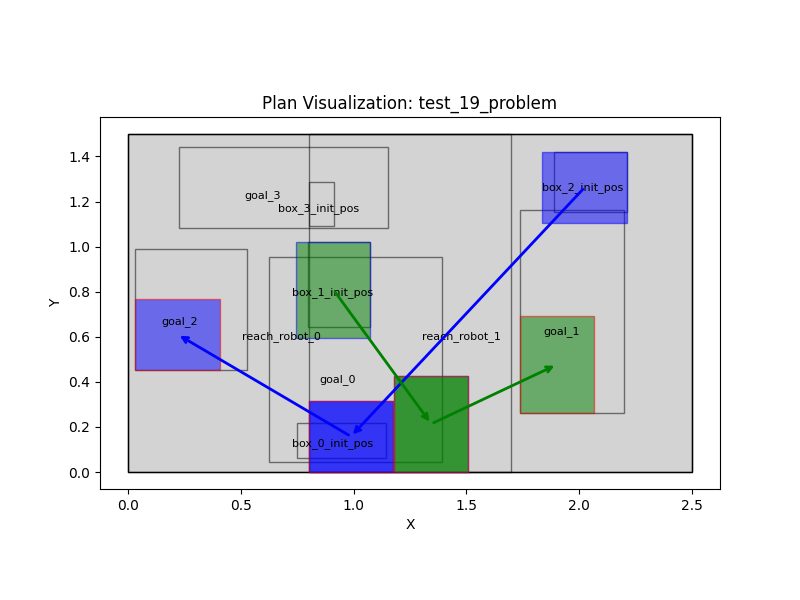 Plan Visualization: test_19_problem
1.4
1.2
1.0
0.8
0.6
0.4
0.2
0.0
Y
goal_3
box_3_init_pos
box_2_init_pos
box_1_init_pos
goal_2
reach_robot_0
reach_robot_1
goal_1
goal_0
box_0_init_pos
0.0
0.5
1.0
1.5
2.0
2.5
X